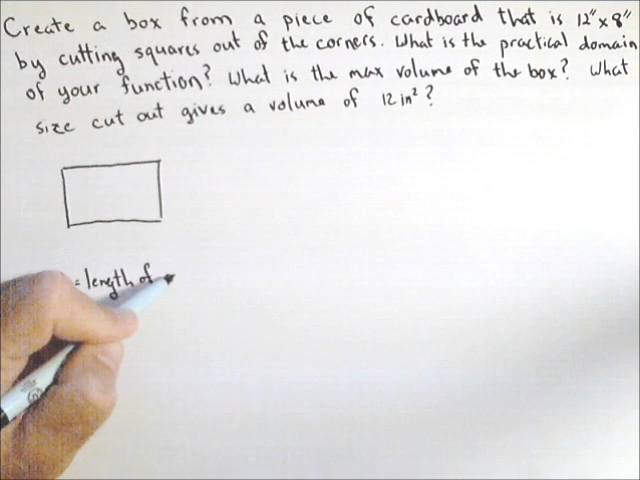 Create a box from a piece of cardboard that is 12" x 8"
by cutting squares out of the corners. What is the practical domain
of your function? What is the max volume of the box? What
size cut out gives a volume of 12 in²?
= length of